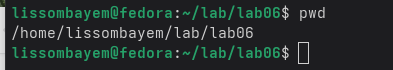 lissombayem@fedora:~/lab/lab06$ pwd
/home/lissombayem/lab/lab06
lissombayem@fedora:~/lab/lab06$